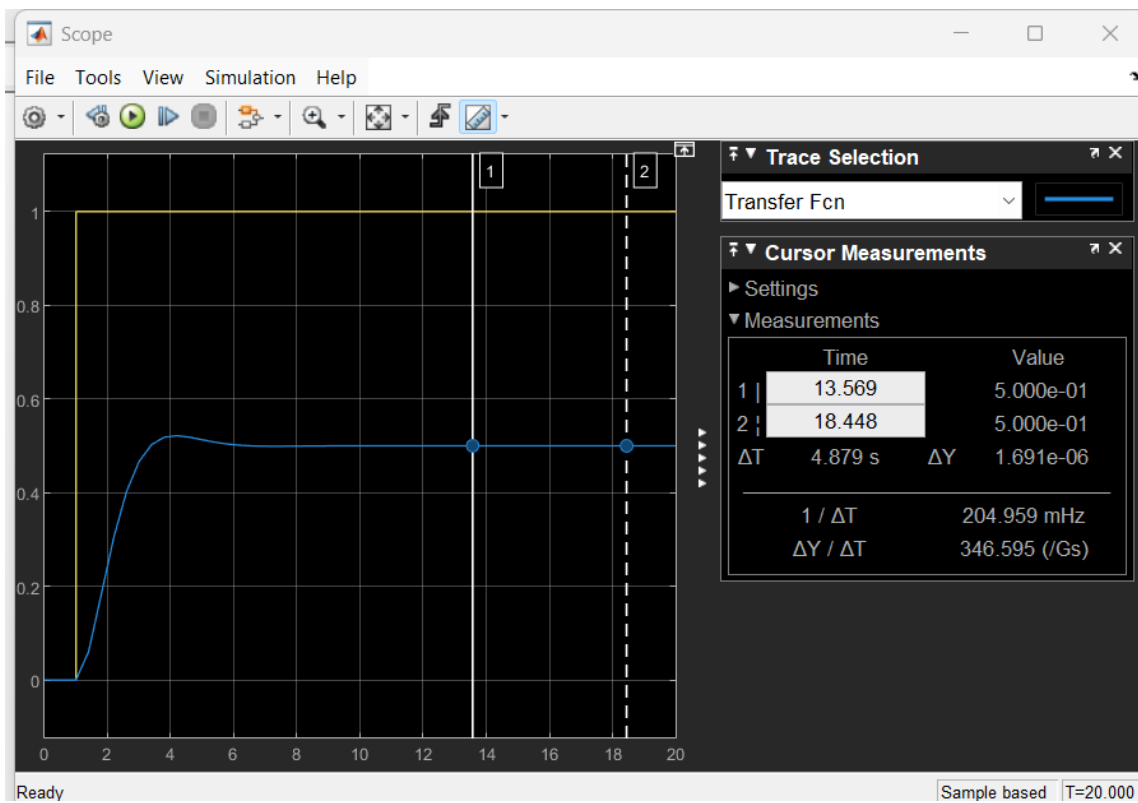 Scope
File Tools View Simulation Help
Trace Selection
Transfer Fcn
Cursor Measurements
Settings
Measurements
Time Value
1 | 13.569 5.000e-01
2 ¦ 18.448 5.000e-01
ΔT 4.879 s ΔY 1.691e-06
1 / ΔT 204.959 mHz
ΔY / ΔT 346.595 (/Gs)
1 2
1
0.8
0.6
0.4
0.2
0
0 2 4 6 8 10 12 14 16 18 20
Ready Sample based T=20.000